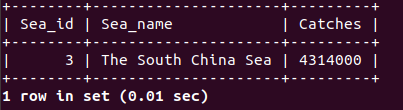 +--------+---------------------+---------+
| Sea_id | Sea_name            | Catches |
+--------+---------------------+---------+
|      3 | The South China Sea | 4314000 |
+--------+---------------------+---------+
1 row in set (0.01 sec)